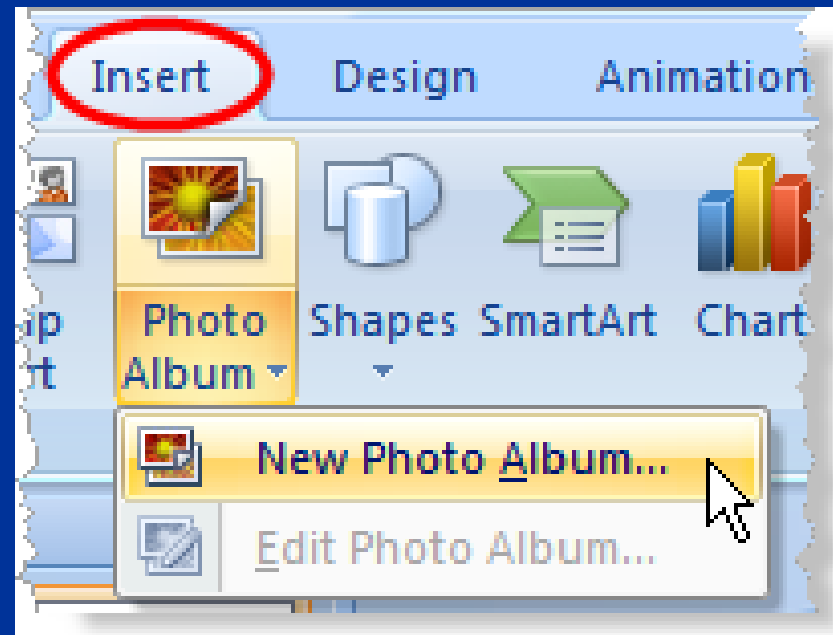 Insert Design Animation
Photo Shapes SmartArt Chart
Album
New Photo Album...
Edit Photo Album...